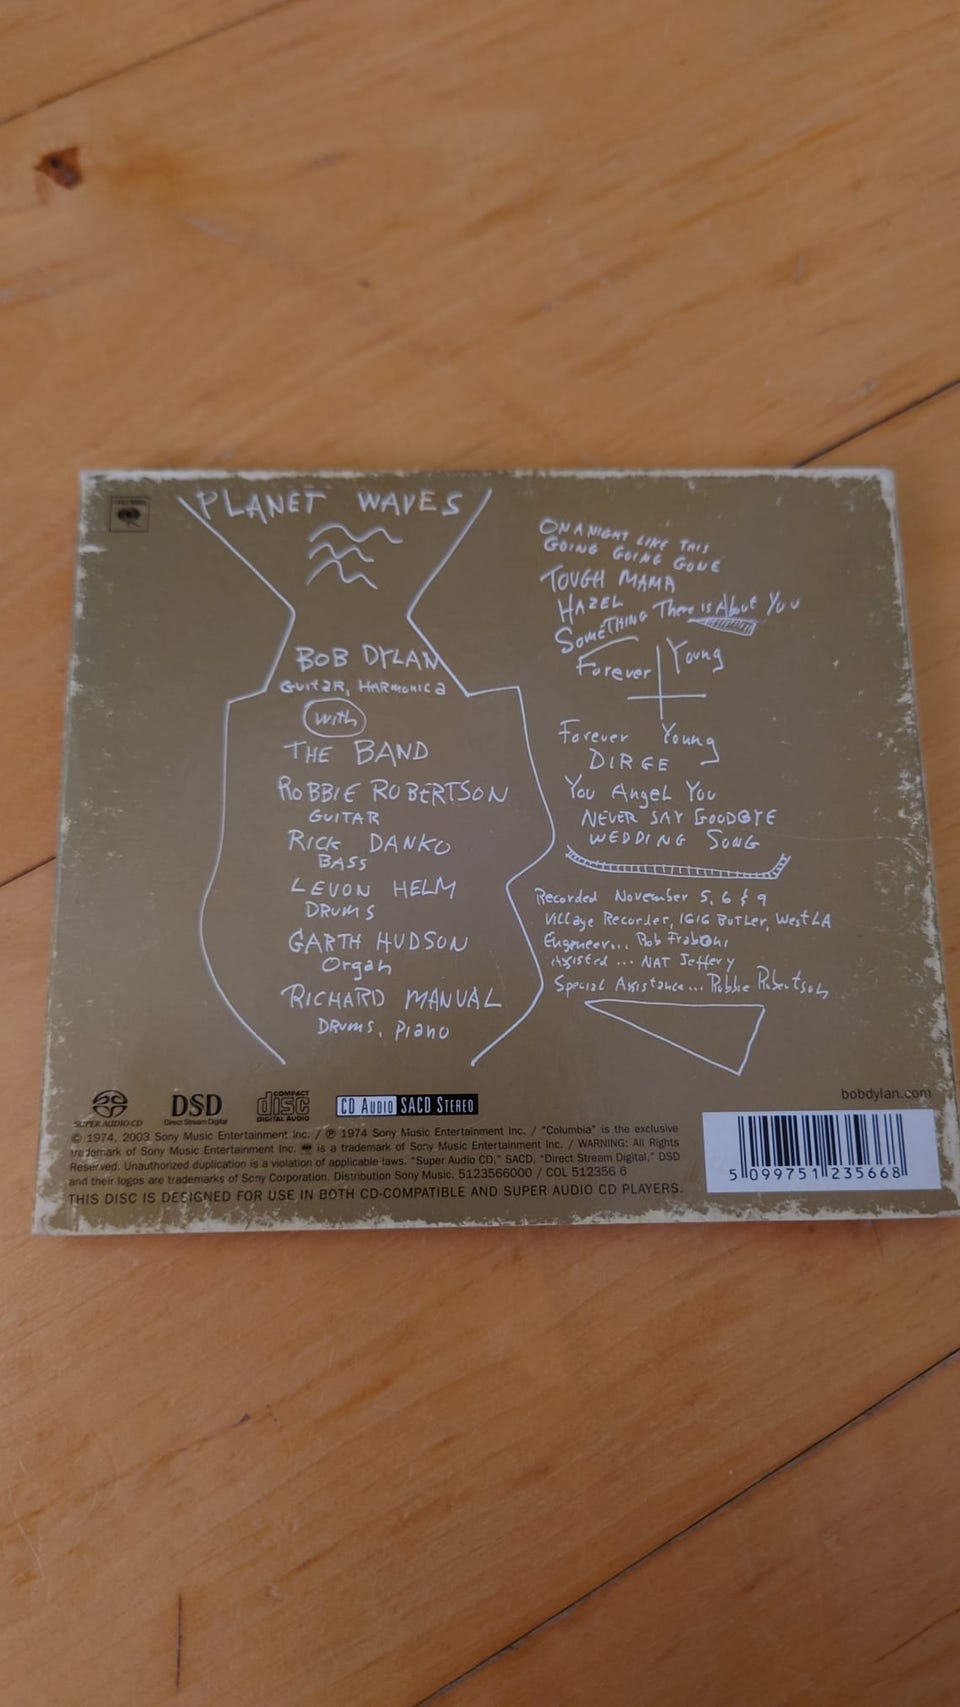 PLANET WAVES
BOB DYLAN
GUITAR, HARMONICA
with
THE BAND
ROBBIE ROBERTSON
GUITAR
RICK DANKO
BASS
LEVON HELM
DRUMS
GARTH HUDSON
Organ
RICHARD MANUAL
DRUMS, PIANO
ON A NIGHT LIKE THIS
GOING GOING GONE
TOUGH MAMA
HAZEL
SOMETHING There is About You
Forever Young
Forever Young
DIRGE
You Angel You
NEVER SAY GOODBYE
WEDDING SONG
Recorded November 5, 6 & 9
Village Recorder, 1616 BUTLER, West LA
Engeneer... Rob Fraboni
Assisted ... NAT Jeffery
Special Assistance... Robbie Robertson
bobdylan.com
SUPER AUDIO CD
DSD
Direct Stream Digital
COMPACT
disc
DIGITAL AUDIO
CD AUDIO SACD STEREO
© 1974, 2003 Sony Music Entertainment Inc. / ℗ 1974 Sony Music Entertainment Inc. / "Columbia" is the exclusive
trademark of Sony Music Entertainment Inc. is a trademark of Sony Music Entertainment Inc. / WARNING: All Rights
Reserved. Unauthorized duplication is a violation of applicable laws. "Super Audio CD," SACD, "Direct Stream Digital," DSD
and their logos are trademarks of Sony Corporation. Distribution Sony Music. 5123566000 / COL 512356 6
THIS DISC IS DESIGNED FOR USE IN BOTH CD-COMPATIBLE AND SUPER AUDIO CD PLAYERS.
5 099751 235668